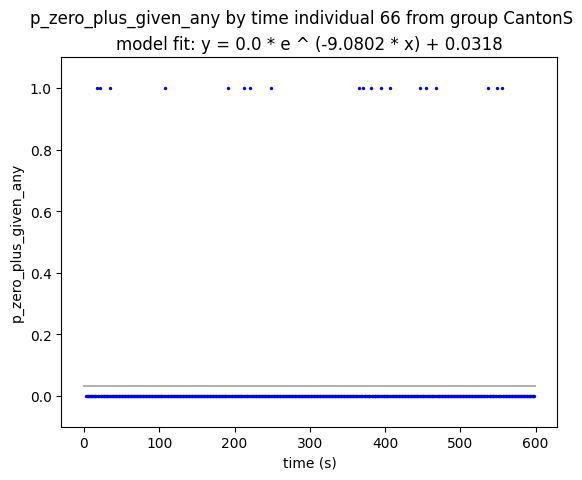 p_zero_plus_given_any by time individual 66 from group CantonS
model fit: y = 0.0 * e ^ (-9.0802 * x) + 0.0318
1.0
0.8
0.6
0.4
0.2
0.0
p_zero_plus_given_any
0 100 200 300 400 500 600
time (s)